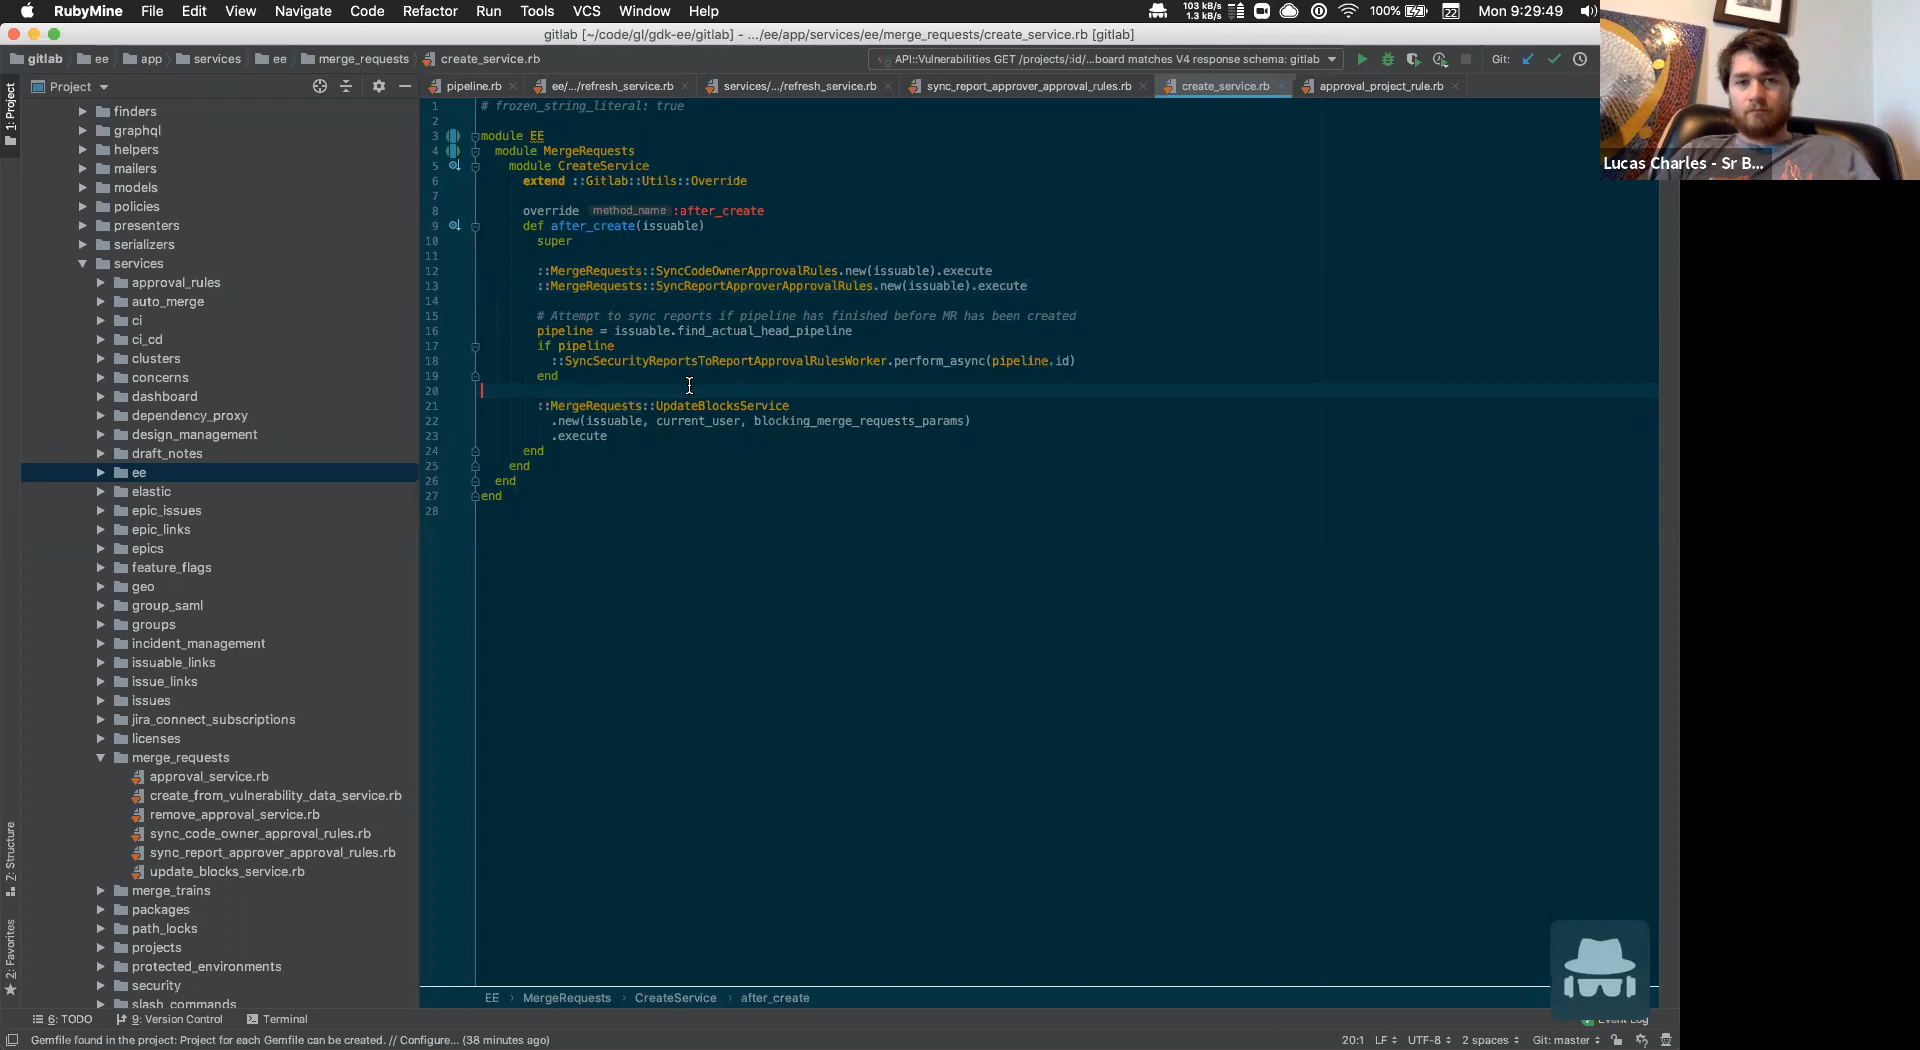 RubyMine File Edit View Navigate Code Refactor Run Tools VCS Window Help 103 kB/s 1.3 kB/s 100% 22 Mon 9:29:49
gitlab [~/code/gl/gdk-ee/gitlab] - .../ee/app/services/ee/merge_requests/create_service.rb [gitlab]
gitlab ee app services ee merge_requests create_service.rb API::Vulnerabilities GET /projects/:id/...board matches V4 response schema: gitlab Git:
Project pipeline.rb ee/.../refresh_service.rb services/.../refresh_service.rb sync_report_approver_approval_rules.rb create_service.rb approval_project_rule.rb
Lucas Charles - Sr B...
1: Project
7: Structure
2: Favorites
finders
graphql
helpers
mailers
models
policies
presenters
serializers
services
approval_rules
auto_merge
ci
ci_cd
clusters
concerns
dashboard
dependency_proxy
design_management
draft_notes
ee
elastic
epic_issues
epic_links
epics
feature_flags
geo
group_saml
groups
incident_management
issuable_links
issue_links
issues
jira_connect_subscriptions
licenses
merge_requests
approval_service.rb
create_from_vulnerability_data_service.rb
remove_approval_service.rb
sync_code_owner_approval_rules.rb
sync_report_approver_approval_rules.rb
update_blocks_service.rb
merge_trains
packages
path_locks
projects
protected_environments
security
slash_commands
1 # frozen_string_literal: true
2
3 module EE
4 module MergeRequests
5 module CreateService
6 extend ::Gitlab::Utils::Override
7
8 override method_name :after_create
9 def after_create(issuable)
10 super
11
12 ::MergeRequests::SyncCodeOwnerApprovalRules.new(issuable).execute
13 ::MergeRequests::SyncReportApproverApprovalRules.new(issuable).execute
14
15 # Attempt to sync reports if pipeline has finished before MR has been created
16 pipeline = issuable.find_actual_head_pipeline
17 if pipeline
18 ::SyncSecurityReportsToReportApprovalRulesWorker.perform_async(pipeline.id)
19 end
20
21 ::MergeRequests::UpdateBlocksService
22 .new(issuable, current_user, blocking_merge_requests_params)
23 .execute
24 end
25 end
26 end
27 end
28
EE › MergeRequests › CreateService › after_create
6: TODO 9: Version Control Terminal Event Log
Gemfile found in the project: Project for each Gemfile can be created. // Configure... (38 minutes ago) 20:1 LF UTF-8 2 spaces Git: master